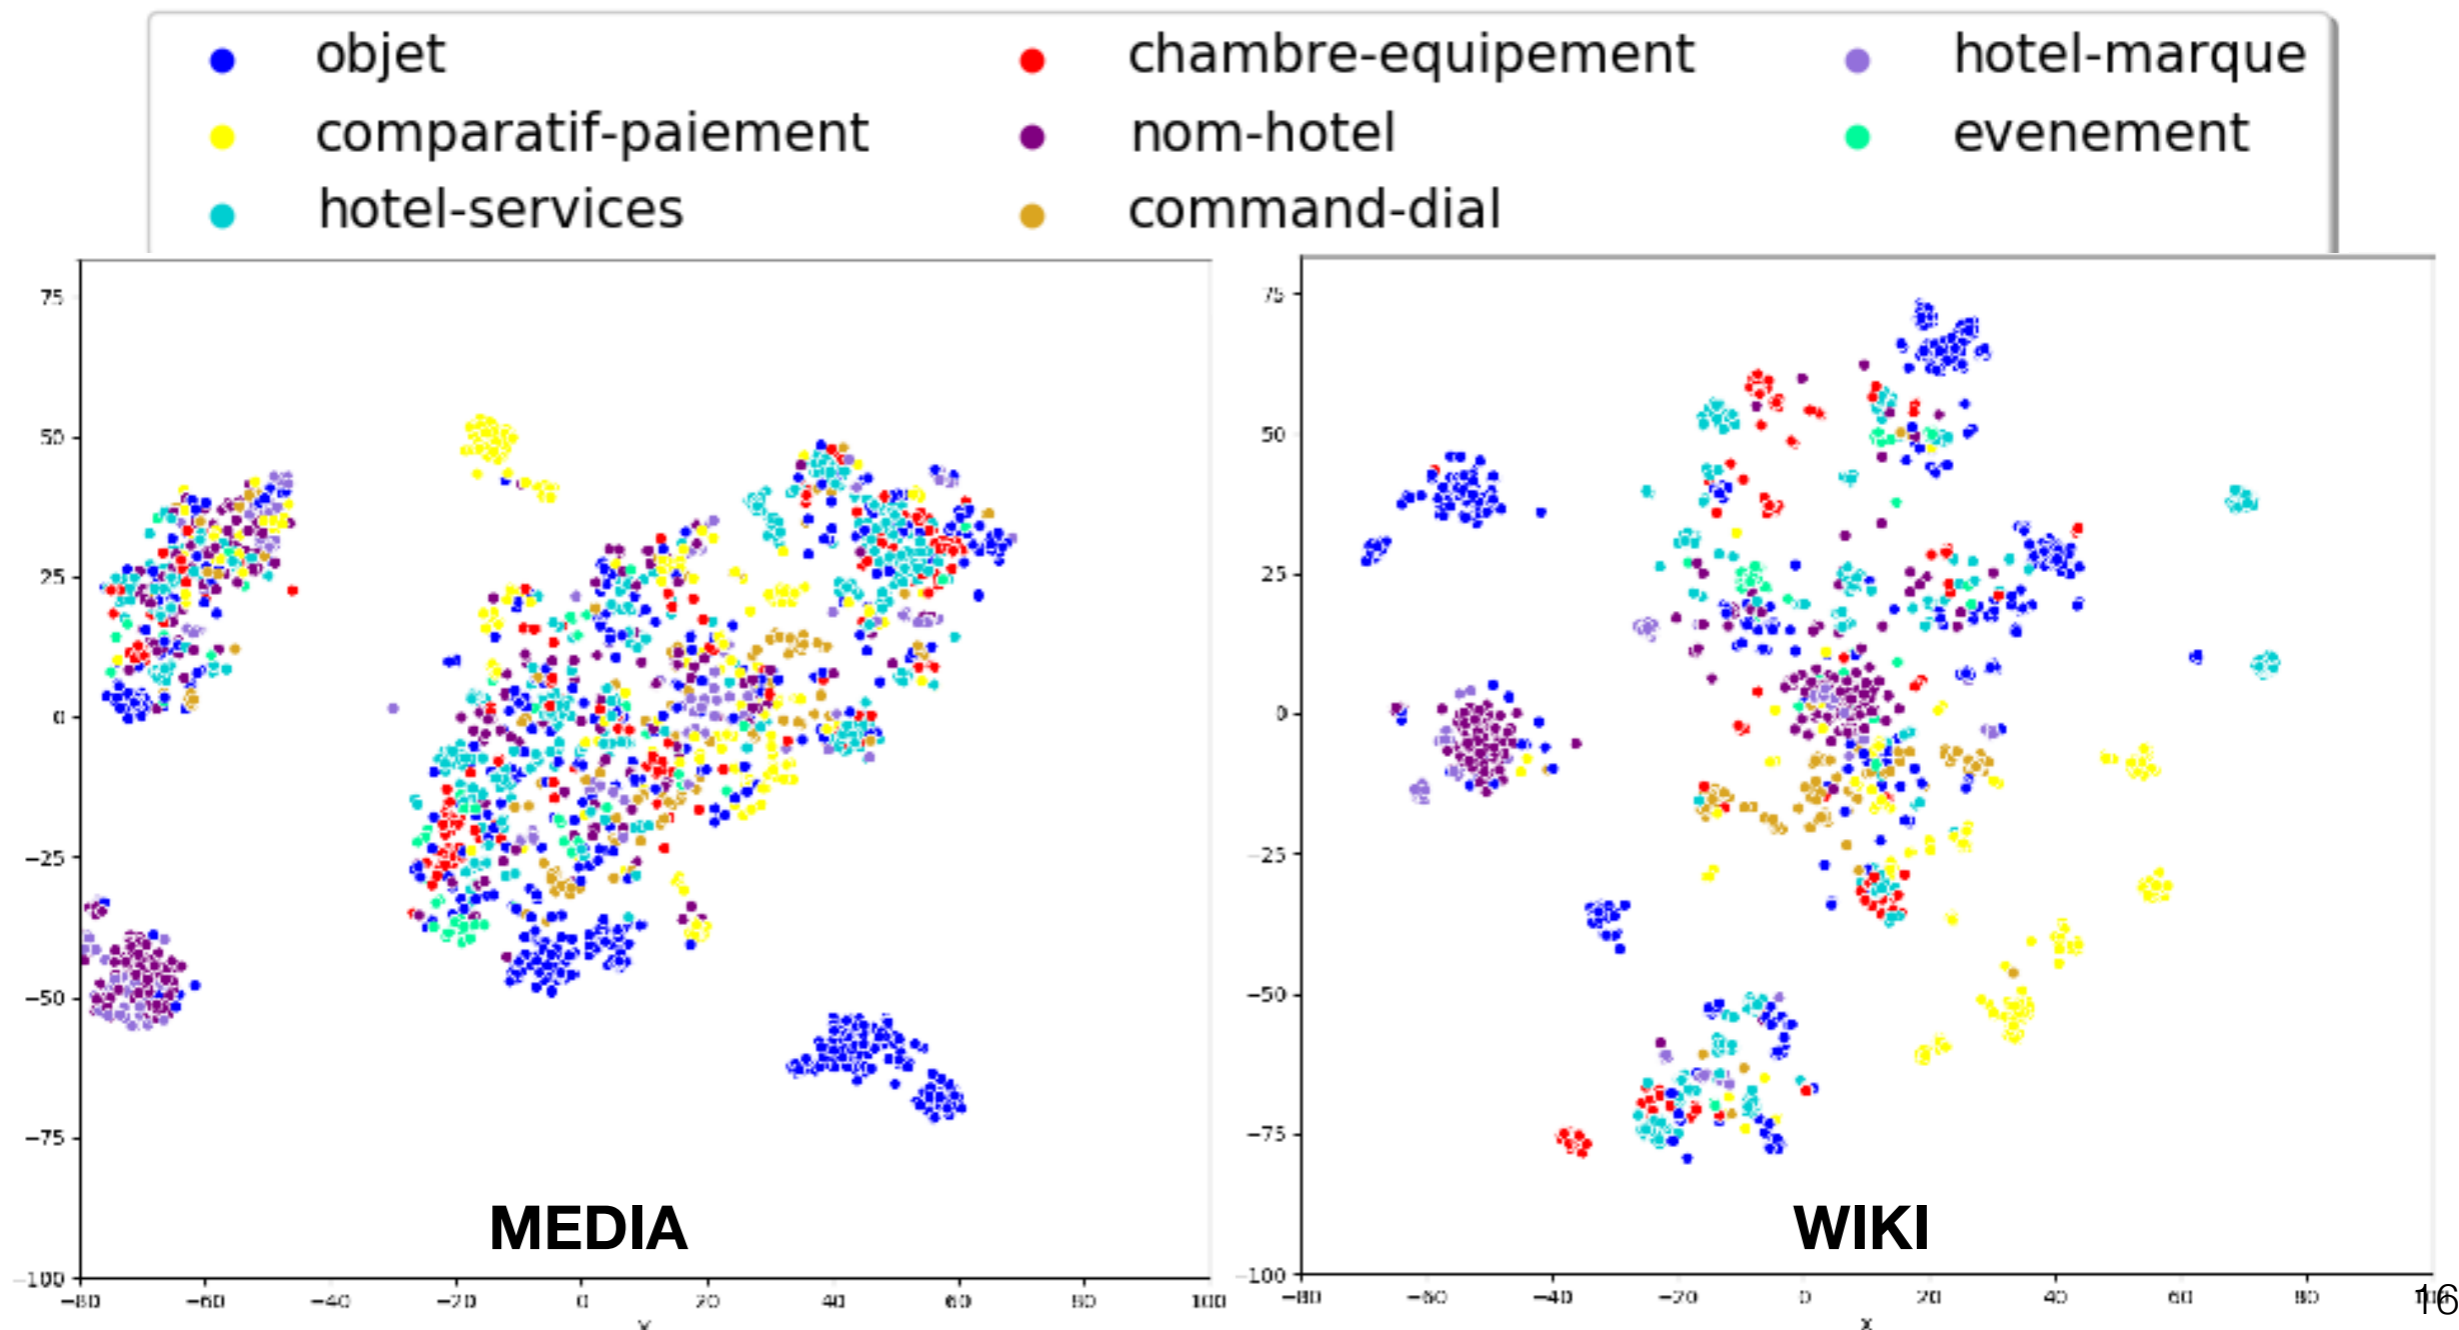 objet chambre-equipement hotel-marque
comparatif-paiement nom-hotel evenement
hotel-services command-dial
75
50
25
0
−25
−50
−75
−100
−80 −60 −40 −20 0 20 40 60 80 100
MEDIA
75
50
25
0
−25
−50
−75
−100
−80 −60 −40 −20 0 20 40 60 80
x
WIKI
16